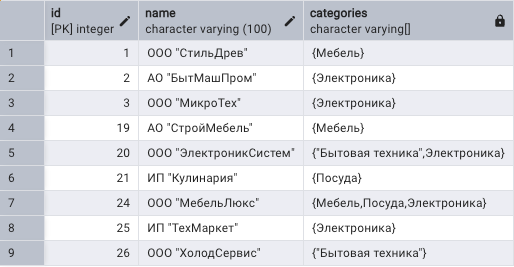 id name categories
[PK] integer character varying (100) character varying[]
1 1 ООО "СтильДрев" {Мебель}
2 2 АО "БытМашПром" {Электроника}
3 3 ООО "МикроТех" {Электроника}
4 19 АО "СтройМебель" {Мебель}
5 20 ООО "ЭлектроникСистем" {"Бытовая техника",Электроника}
6 21 ИП "Кулинария" {Посуда}
7 24 ООО "МебельЛюкс" {Мебель,Посуда,Электроника}
8 25 ИП "ТехМаркет" {Электроника}
9 26 ООО "ХолодСервис" {"Бытовая техника"}